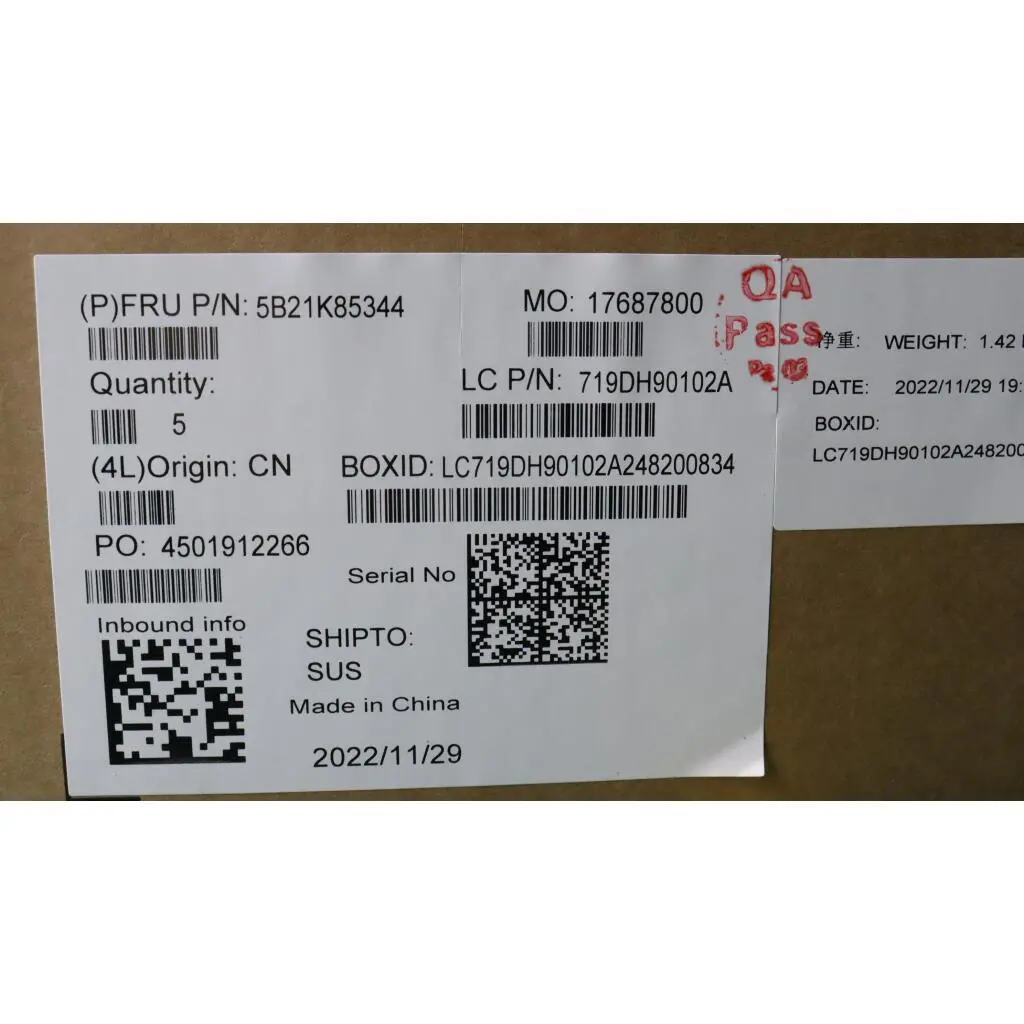 (P)FRU P/N: 5B21K85344
MO: 17687800
Quantity:
5
LC P/N: 719DH90102A
(4L)Origin: CN
BOXID: LC719DH90102A248200834
PO: 4501912266
Serial No
Inbound info
SHIPTO:
SUS
Made in China
2022/11/29
QA
Pass
净重: WEIGHT: 1.42
DATE: 2022/11/29 19:
BOXID:
LC719DH90102A248200